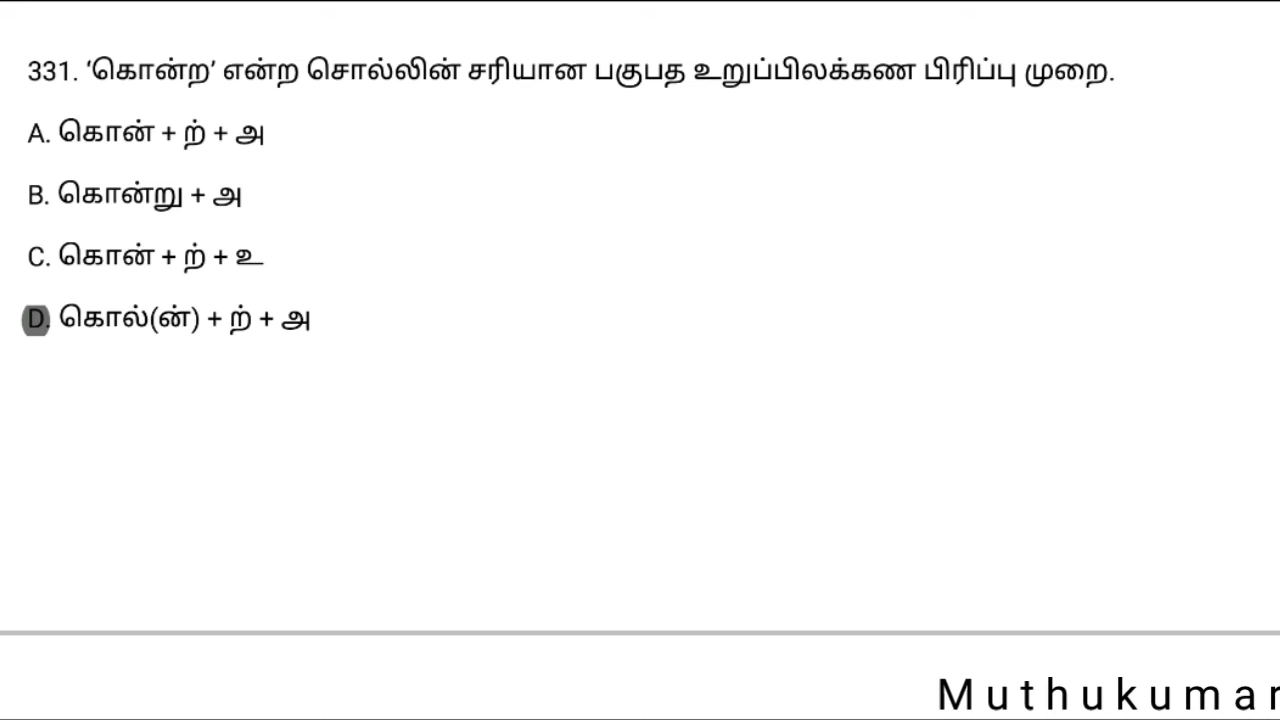 331. ‘கொன்ற’ என்ற சொல்லின் சரியான பகுபத உறுப்பிலக்கண பிரிப்பு முறை.
A. கொன் + ற் + அ
B. கொன்று + அ
C. கொன் + ற் + உ
D. கொல்(ன்) + ற் + அ
Muthukumar